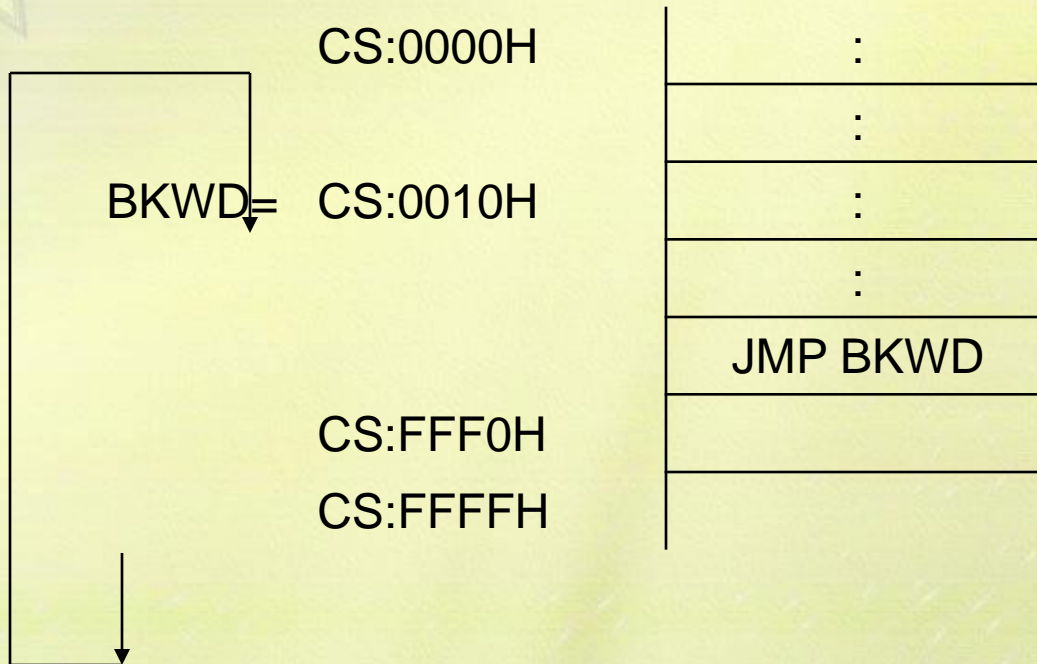 CS:0000H :
:
BKWD= CS:0010H :
:
JMP BKWD
CS:FFF0H
CS:FFFFH